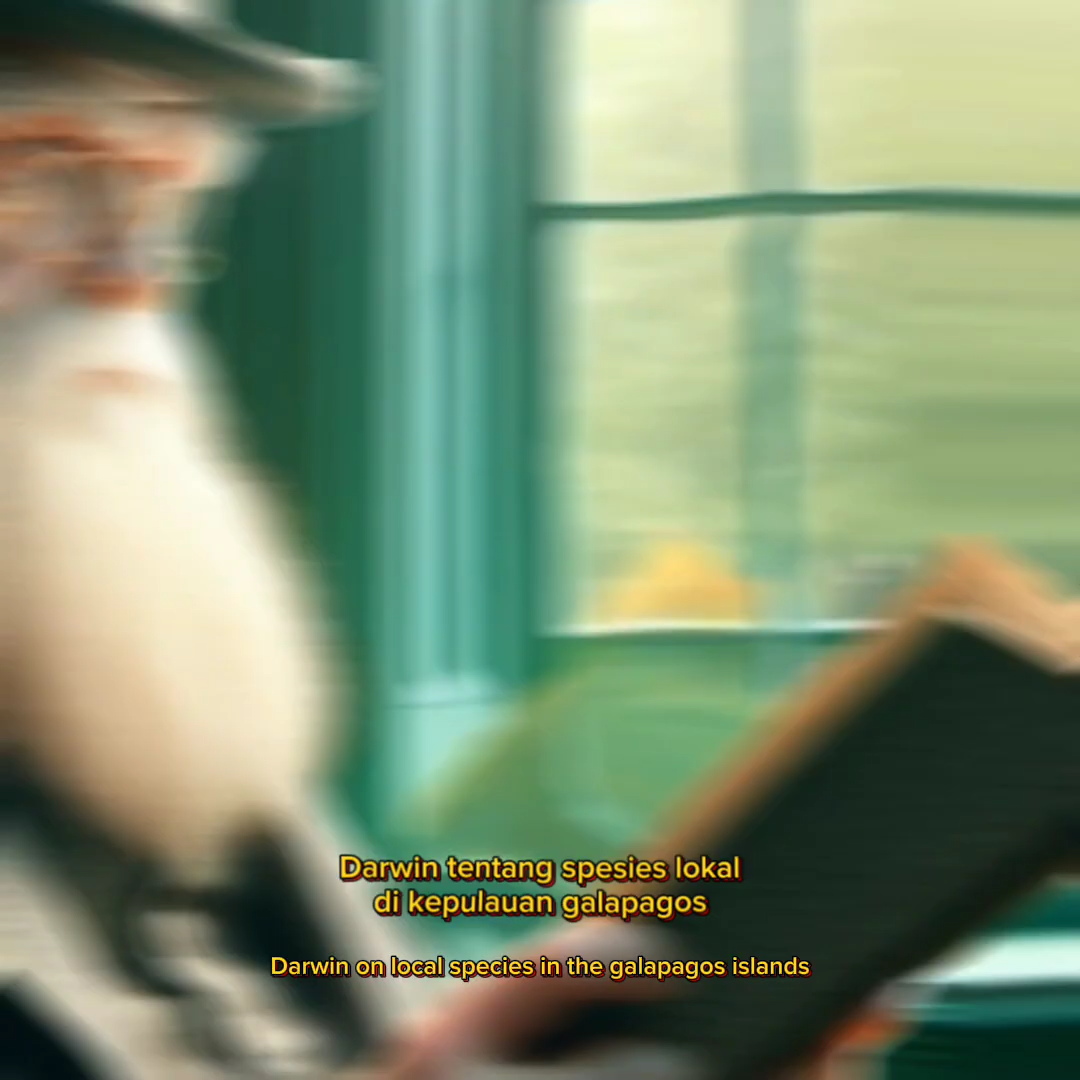 Darwin tentang spesies lokal
di kepulauan galapagos
Darwin on local species in the galapagos islands